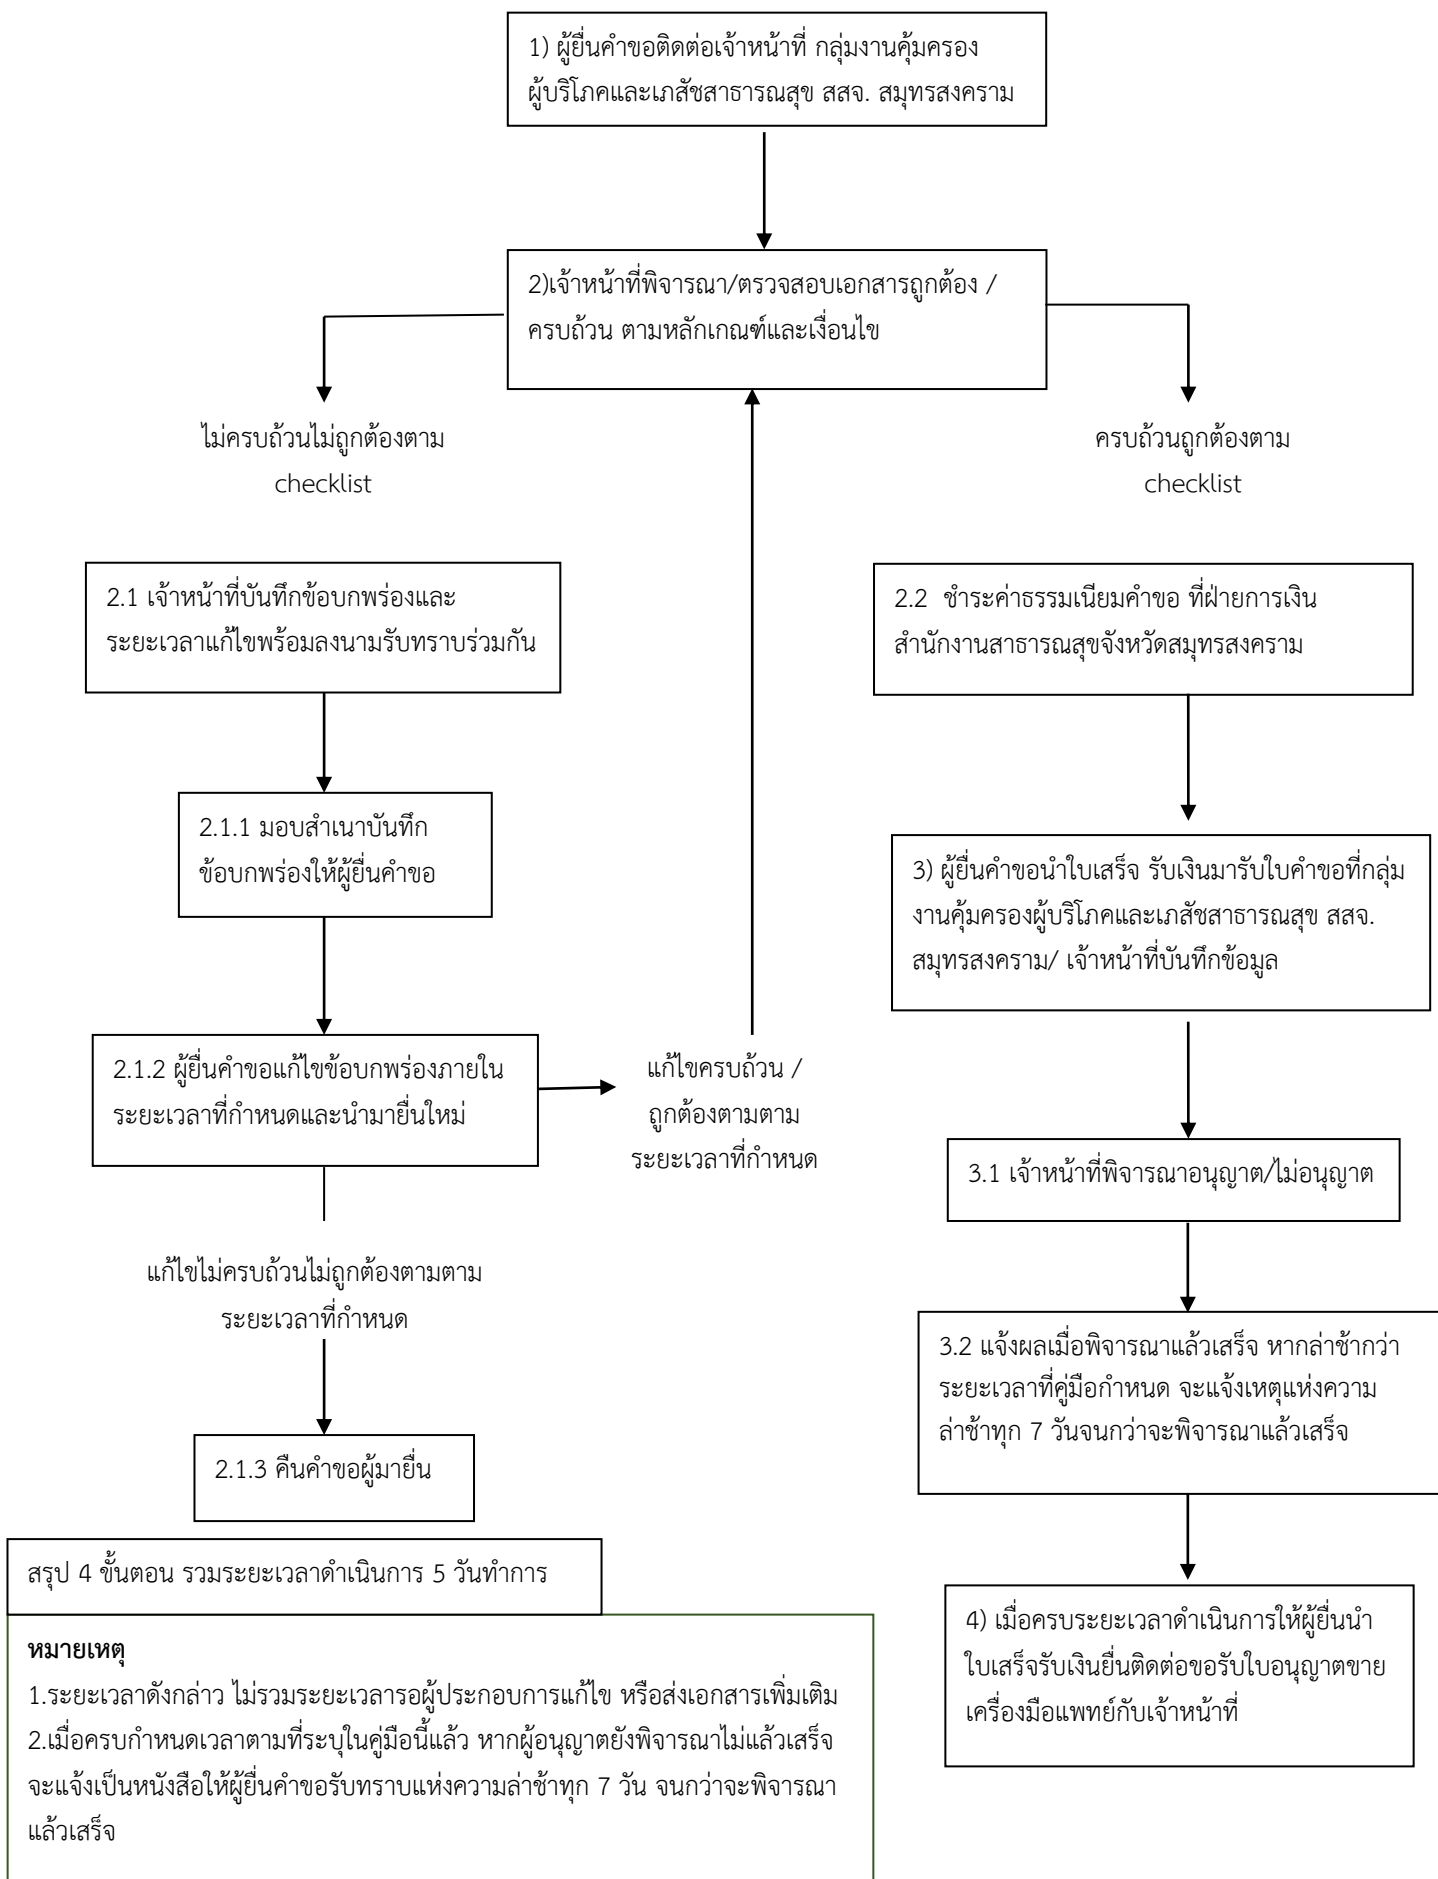 1) ผู้ยื่นคำขอติดต่อเจ้าหน้าที่ กลุ่มงานคุ้มครอง
ผู้บริโภคและเภสัชสาธารณสุข สสจ. สมุทรสงคราม
2)เจ้าหน้าที่พิจารณา/ตรวจสอบเอกสารถูกต้อง /
ครบถ้วน ตามหลักเกณฑ์และเงื่อนไข
ไม่ครบถ้วนไม่ถูกต้องตาม
checklist
ครบถ้วนถูกต้องตาม
checklist
2.1 เจ้าหน้าที่บันทึกข้อบกพร่องและ
ระยะเวลาแก้ไขพร้อมลงนามรับทราบร่วมกัน
2.2 ชำระค่าธรรมเนียมคำขอ ที่ฝ่ายการเงิน
สำนักงานสาธารณสุขจังหวัดสมุทรสงคราม
2.1.1 มอบสำเนาบันทึก
ข้อบกพร่องให้ผู้ยื่นคำขอ
3) ผู้ยื่นคำขอนำใบเสร็จ รับเงินมารับใบคำขอที่กลุ่ม
งานคุ้มครองผู้บริโภคและเภสัชสาธารณสุข สสจ.
สมุทรสงคราม/ เจ้าหน้าที่บันทึกข้อมูล
2.1.2 ผู้ยื่นคำขอแก้ไขข้อบกพร่องภายใน
ระยะเวลาที่กำหนดและนำมายื่นใหม่
แก้ไขครบถ้วน /
ถูกต้องตามตาม
ระยะเวลาที่กำหนด
3.1 เจ้าหน้าที่พิจารณาอนุญาต/ไม่อนุญาต
แก้ไขไม่ครบถ้วนไม่ถูกต้องตามตาม
ระยะเวลาที่กำหนด
3.2 แจ้งผลเมื่อพิจารณาแล้วเสร็จ หากล่าช้ากว่า
ระยะเวลาที่คู่มือกำหนด จะแจ้งเหตุแห่งความ
ล่าช้าทุก 7 วันจนกว่าจะพิจารณาแล้วเสร็จ
2.1.3 คืนคำขอผู้มายื่น
สรุป 4 ขั้นตอน รวมระยะเวลาดำเนินการ 5 วันทำการ
4) เมื่อครบระยะเวลาดำเนินการให้ผู้ยื่นนำ
ใบเสร็จรับเงินยื่นติดต่อขอรับใบอนุญาตขาย
เครื่องมือแพทย์กับเจ้าหน้าที่
หมายเหตุ
1.ระยะเวลาดังกล่าว ไม่รวมระยะเวลารอผู้ประกอบการแก้ไข หรือส่งเอกสารเพิ่มเติม
2.เมื่อครบกำหนดเวลาตามที่ระบุในคู่มือนี้แล้ว หากผู้อนุญาตยังพิจารณาไม่แล้วเสร็จ
จะแจ้งเป็นหนังสือให้ผู้ยื่นคำขอรับทราบแห่งความล่าช้าทุก 7 วัน จนกว่าจะพิจารณา
แล้วเสร็จ